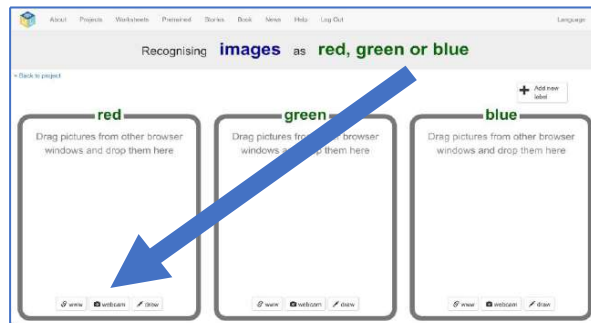 About Projects Worksheets Pretrained Stories Book News Help Log Out Language
Recognising images as red, green or blue
< Back to project
+ Add new label
red green blue
Drag pictures from other browser windows and drop them here
Drag pictures from other browser windows and drop them here
Drag pictures from other browser windows and drop them here
www webcam draw
www webcam draw
www webcam draw